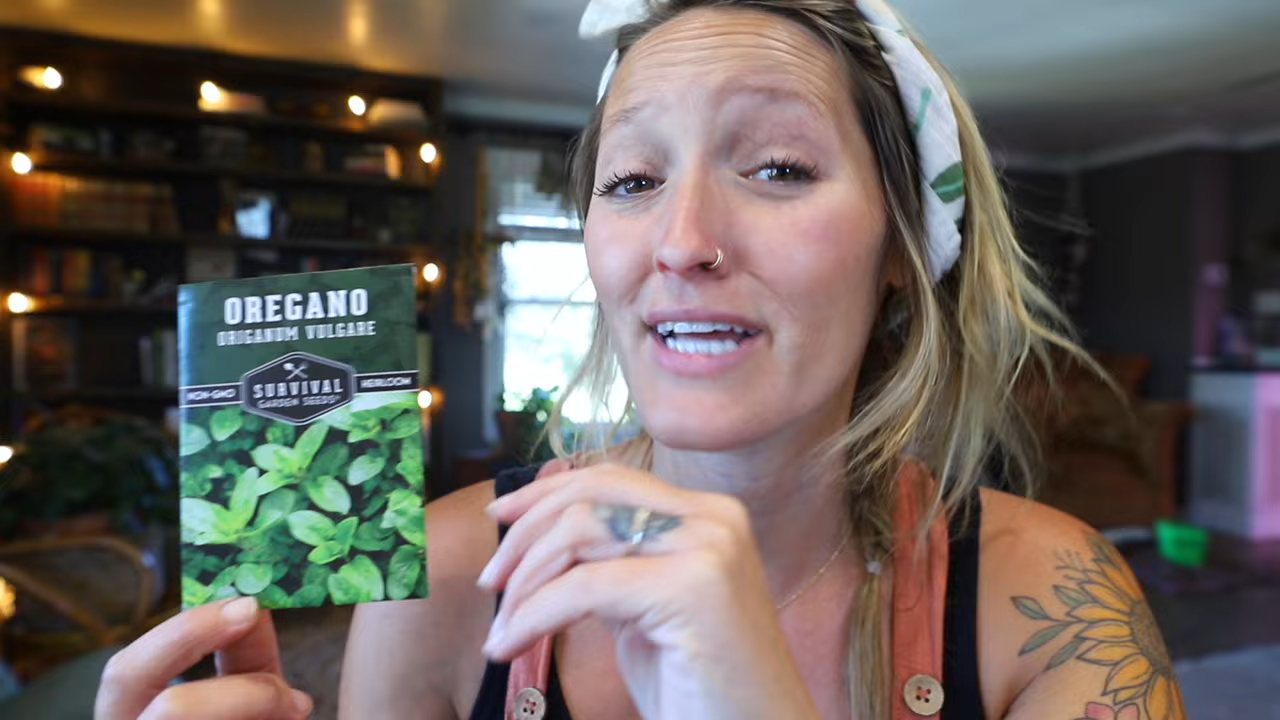 OREGANO
ORIGANUM VULGARE
NON-GMO
SURVIVAL
GARDEN SEEDS®
HEIRLOOM